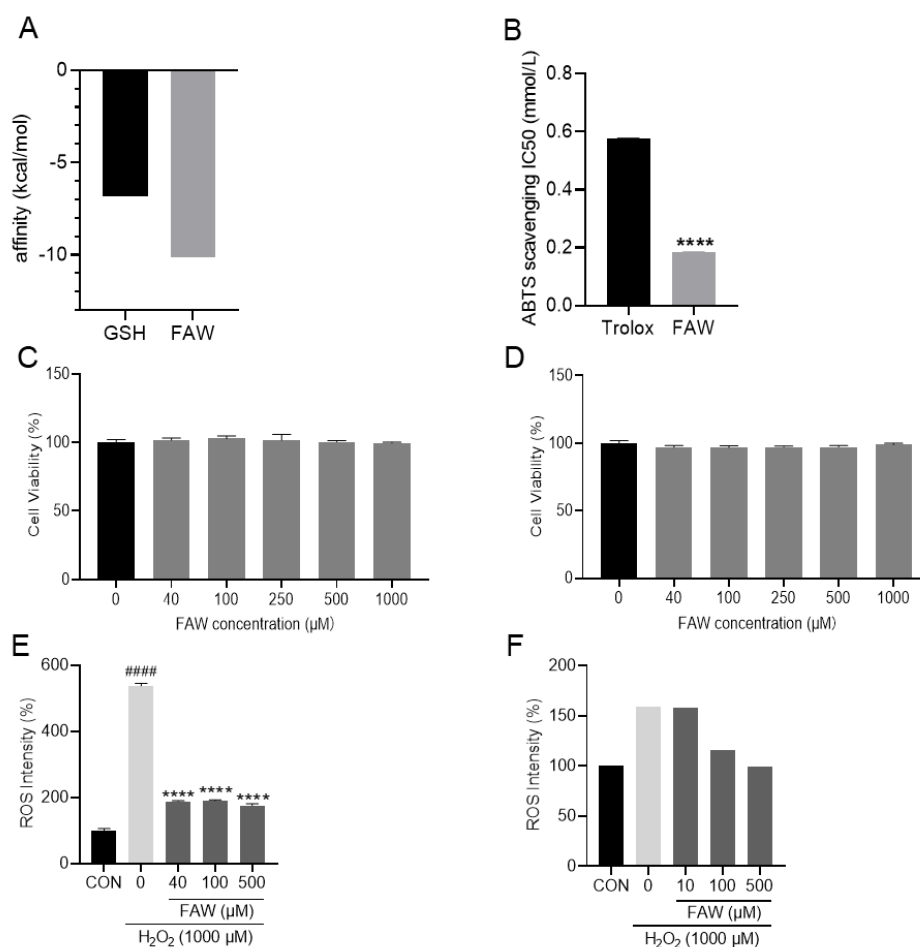 A
affinity (kcal/mol)
0
-5
-10
GSH FAW
B
ABTS scavenging IC50 (mmol/L)
0.8
0.6
0.4
0.2
0.0
****
Trolox FAW
C
Cell Viability (%)
150
100
50
0
0 40 100 250 500 1000
FAW concentration (μM)
D
Cell Viability (%)
150
100
50
0
0 40 100 250 500 1000
FAW concentration (μM)
E
ROS Intensity (%)
600
400
200
0
####
**** **** ****
CON 0 40 100 500
FAW (μM)
H₂O₂ (1000 μM)
F
ROS Intensity (%)
200
150
100
50
0
CON 0 10 100 500
FAW (μM)
H₂O₂ (1000 μM)